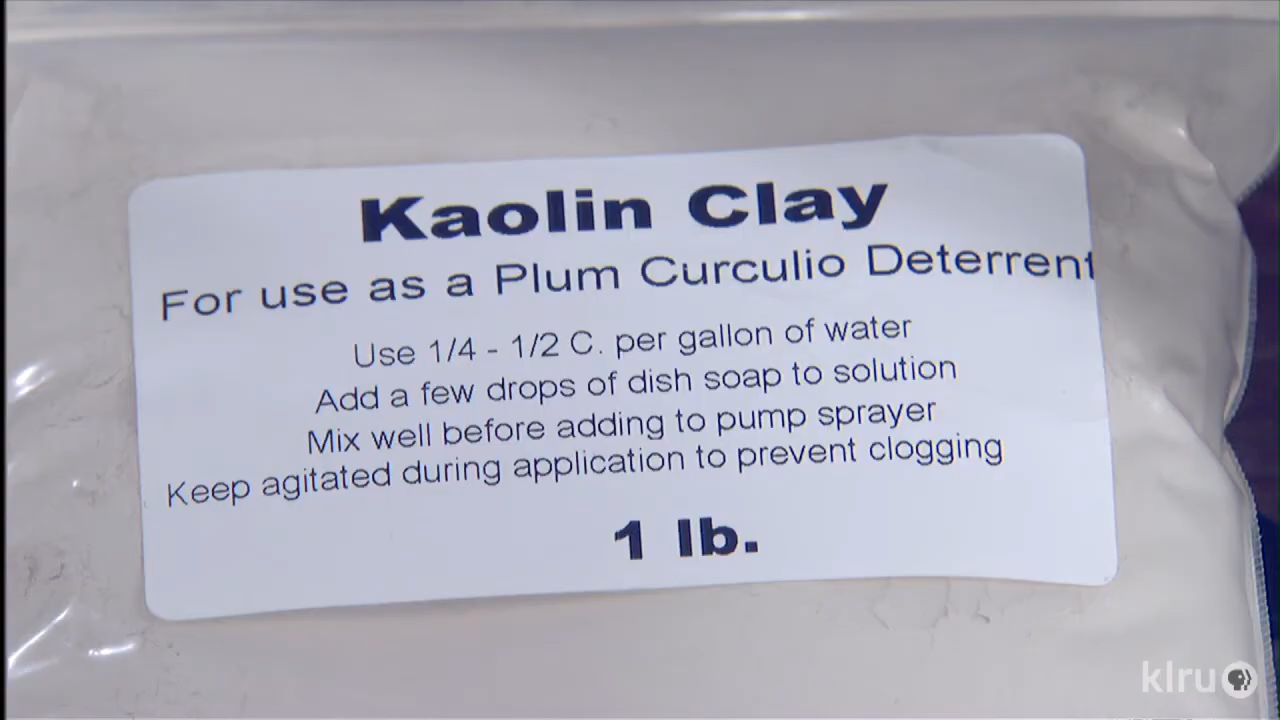 Kaolin Clay
For use as a Plum Curculio Deterrent
Use 1/4 - 1/2 C. per gallon of water
Add a few drops of dish soap to solution
Mix well before adding to pump sprayer
Keep agitated during application to prevent clogging
1 lb.
klru